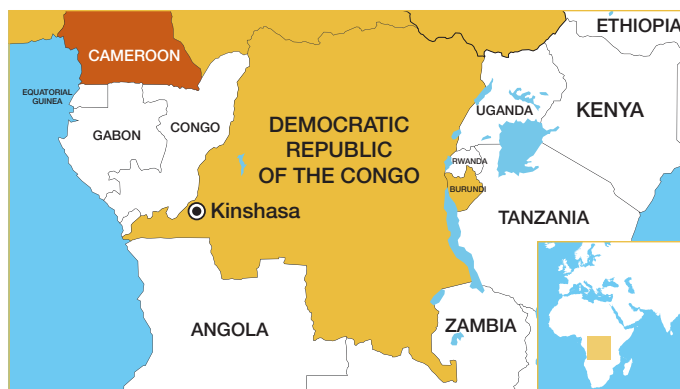 ETHIOPIA
CAMEROON
EQUATORIAL
GUINEA
GABON
CONGO
DEMOCRATIC
REPUBLIC
OF THE CONGO
UGANDA
KENYA
RWANDA
BURUNDI
Kinshasa
TANZANIA
ANGOLA
ZAMBIA